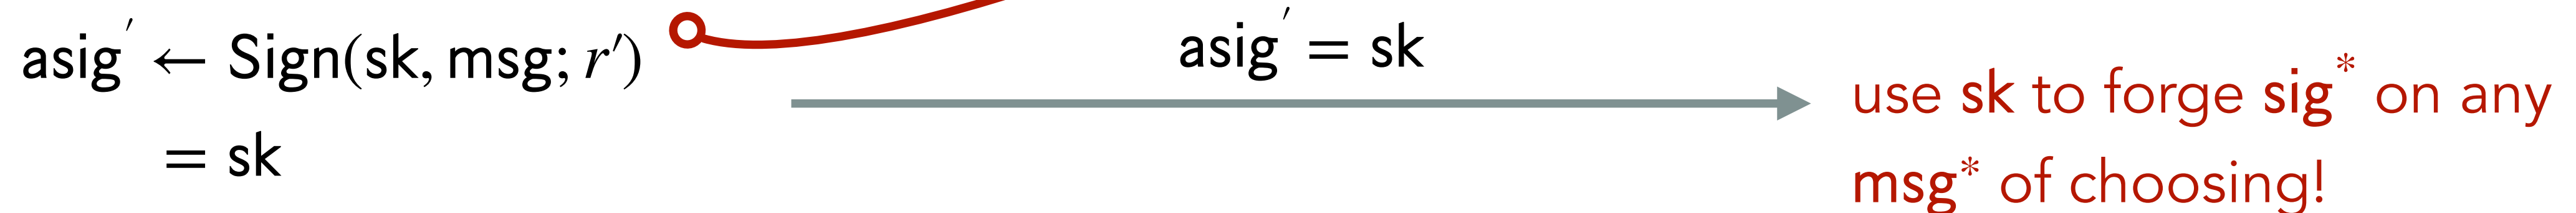 asig′ ← Sign(sk, msg; r′)
= sk
asig′ = sk
use sk to forge sig* on any
msg* of choosing!